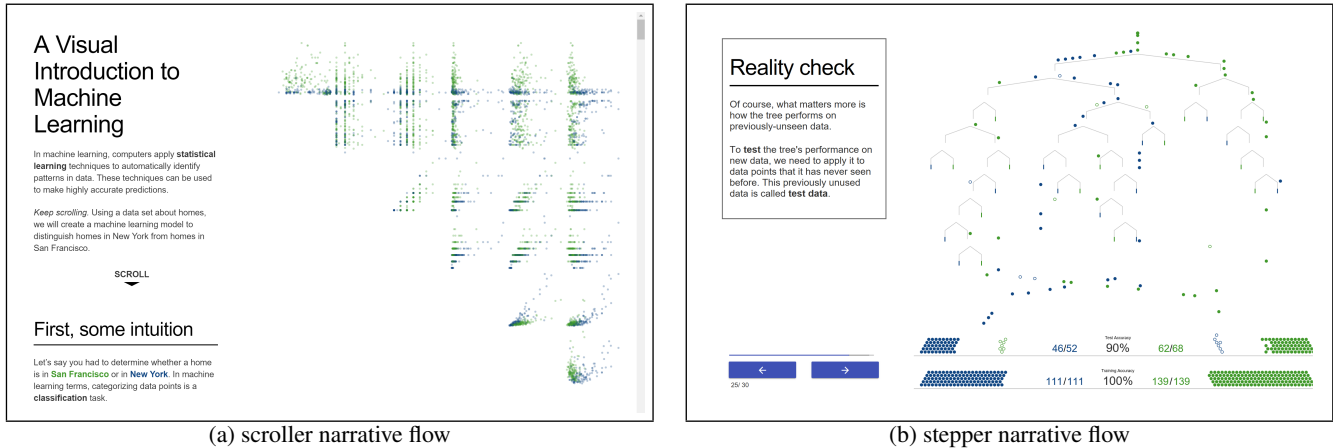 A Visual
Introduction to
Machine
Learning
In machine learning, computers apply statistical
learning techniques to automatically identify
patterns in data. These techniques can be used
to make highly accurate predictions.
Keep scrolling. Using a data set about homes,
we will create a machine learning model to
distinguish homes in New York from homes in
San Francisco.
SCROLL
First, some intuition
Let's say you had to determine whether a home
is in San Francisco or in New York. In machine
learning terms, categorizing data points is a
classification task.
(a) scroller narrative flow
Reality check
Of course, what matters more is
how the tree performs on
previously-unseen data.
To test the tree's performance on
new data, we need to apply it to
data points that it has never seen
before. This previously unused
data is called test data.
25/ 30
Test Accuracy
46/52 90% 62/68
Training Accuracy
111/111 100% 139/139
(b) stepper narrative flow